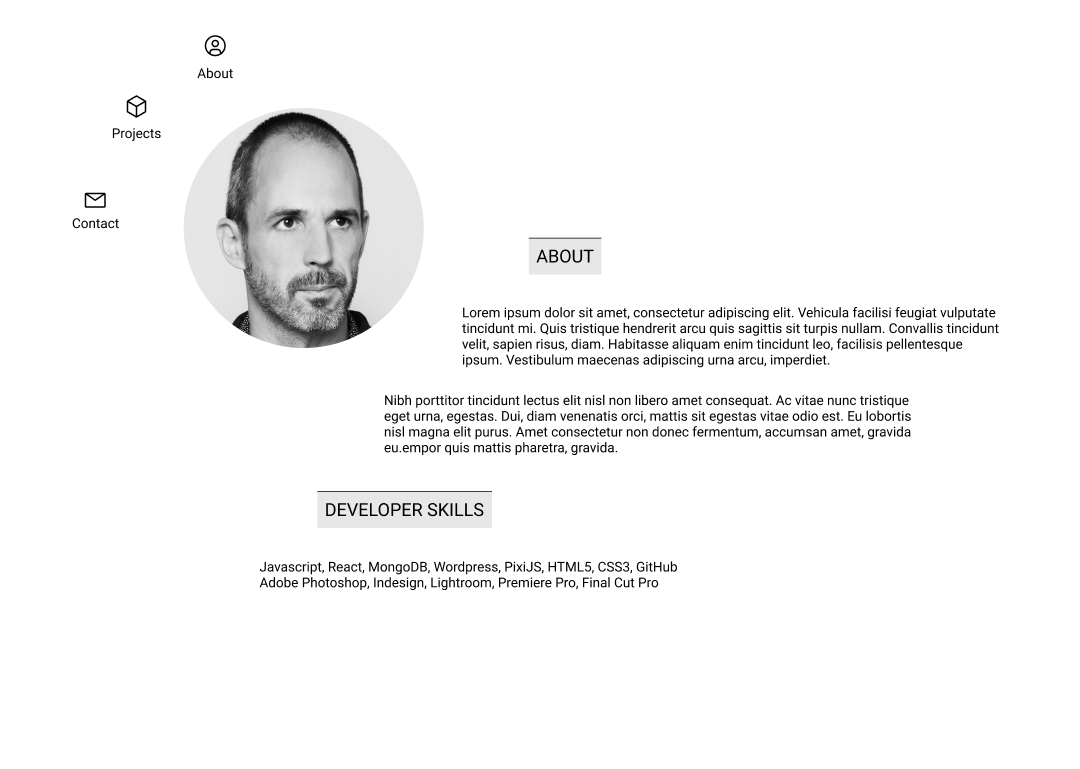 About
Projects
Contact
ABOUT
Lorem ipsum dolor sit amet, consectetur adipiscing elit. Vehicula facilisi feugiat vulputate
tincidunt mi. Quis tristique hendrerit arcu quis sagittis sit turpis nullam. Convallis tincidunt
velit, sapien risus, diam. Habitasse aliquam enim tincidunt leo, facilisis pellentesque
ipsum. Vestibulum maecenas adipiscing urna arcu, imperdiet.
Nibh porttitor tincidunt lectus elit nisl non libero amet consequat. Ac vitae nunc tristique
eget urna, egestas. Dui, diam venenatis orci, mattis sit egestas vitae odio est. Eu lobortis
nisl magna elit purus. Amet consectetur non donec fermentum, accumsan amet, gravida
eu.empor quis mattis pharetra, gravida.
DEVELOPER SKILLS
Javascript, React, MongoDB, Wordpress, PixiJS, HTML5, CSS3, GitHub
Adobe Photoshop, Indesign, Lightroom, Premiere Pro, Final Cut Pro